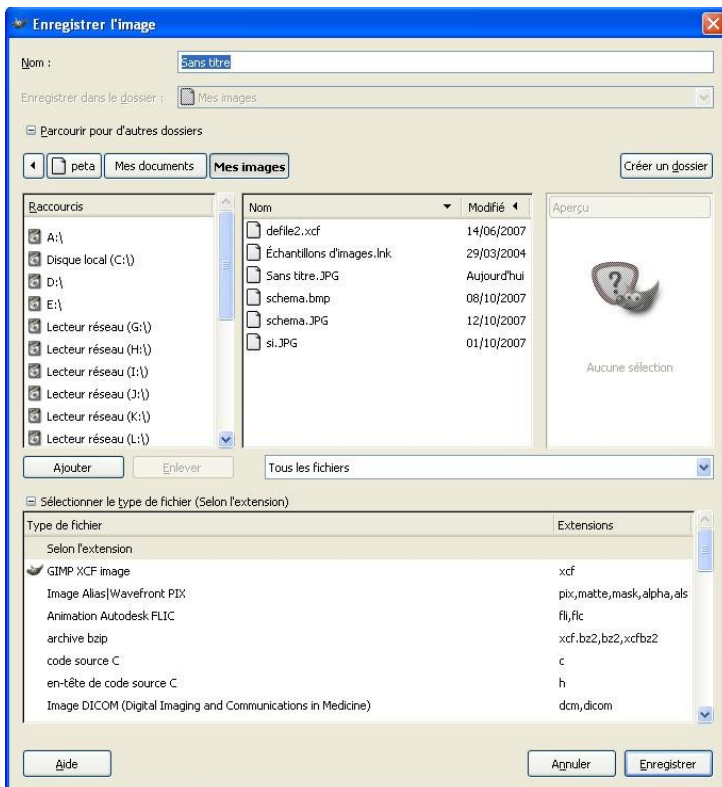 Enregistrer l'image
Nom : Sans titre
Enregistrer dans le dossier : Mes images
Parcourir pour d'autres dossiers
peta Mes documents Mes images Créer un dossier
Raccourcis
A:\
Disque local (C:\)
D:\
E:\
Lecteur réseau (G:\)
Lecteur réseau (H:\)
Lecteur réseau (I:\)
Lecteur réseau (J:\)
Lecteur réseau (K:\)
Lecteur réseau (L:\)
Nom Modifié
defile2.xcf 14/06/2007
Échantillons d'images.lnk 29/03/2004
Sans titre.JPG Aujourd'hui
schema.bmp 08/10/2007
schema.JPG 12/10/2007
si.JPG 01/10/2007
Aperçu
Aucune sélection
Ajouter Enlever Tous les fichiers
Sélectionner le type de fichier (Selon l'extension)
Type de fichier Extensions
Selon l'extension
GIMP XCF image xcf
Image Alias|Wavefront PIX pix,matte,mask,alpha,als
Animation Autodesk FLIC fli,flc
archive bzip xcf.bz2,bz2,xcfbz2
code source C c
en-tête de code source C h
Image DICOM (Digital Imaging and Communications in Medicine) dcm,dicom
Aide Annuler Enregistrer